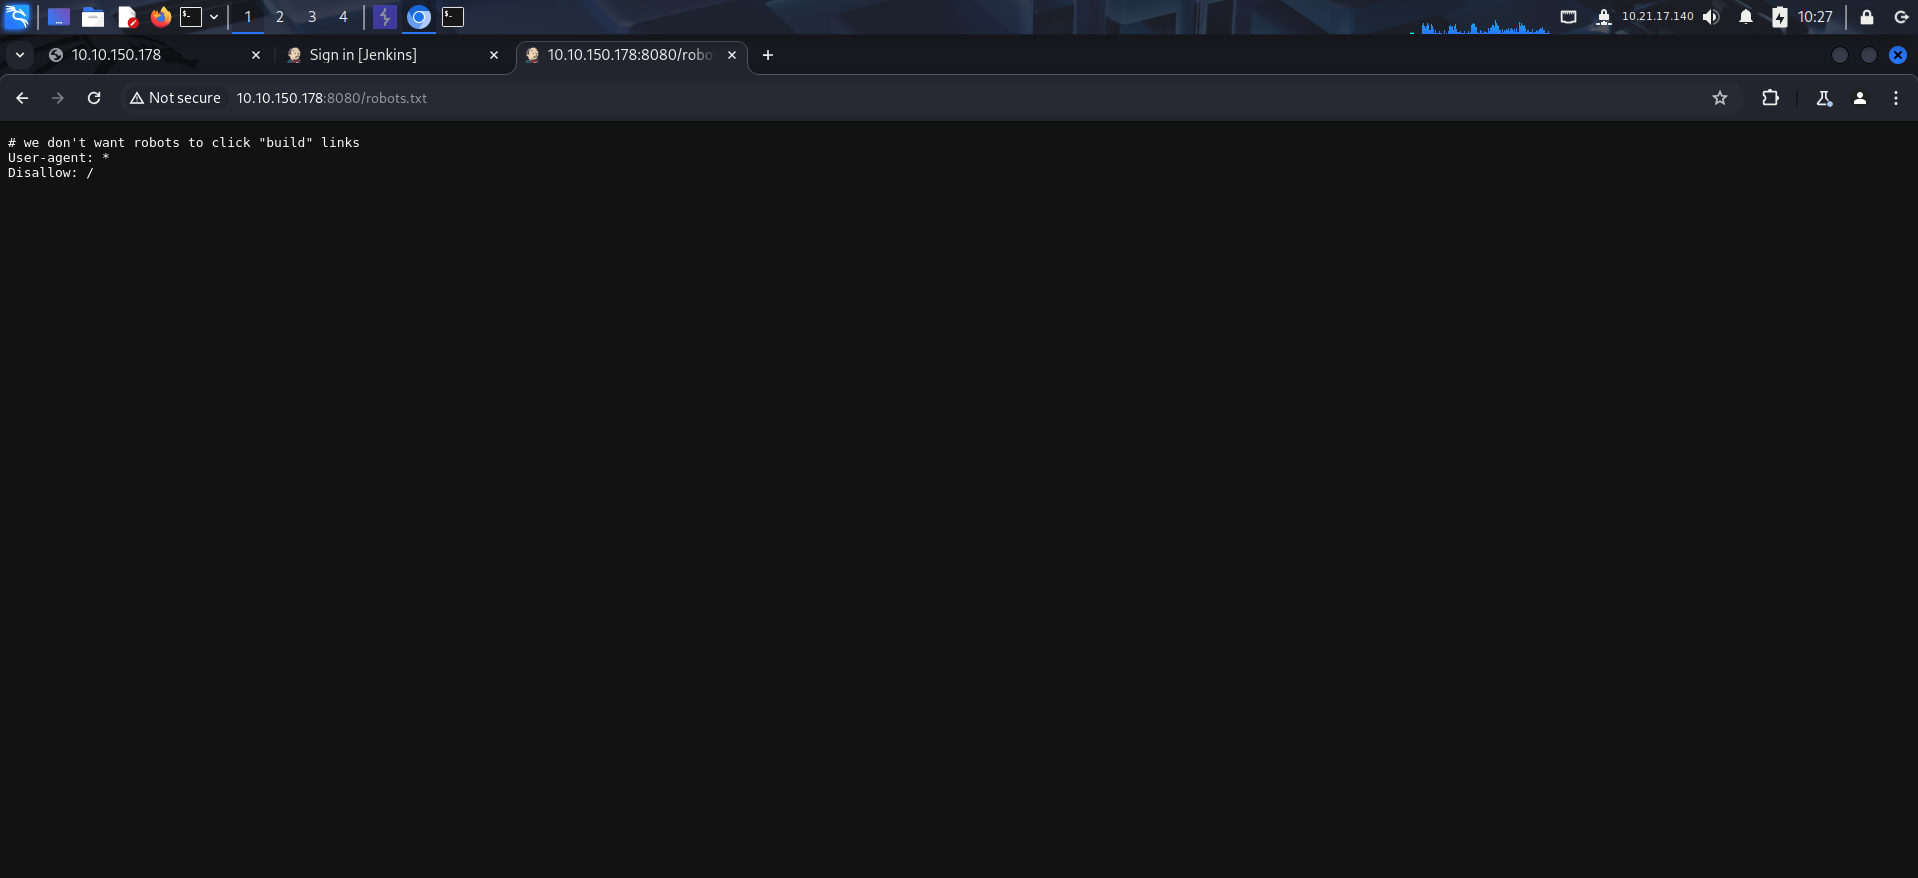 1 2 3 4 10.21.17.140 10:27
10.10.150.178 Sign in [Jenkins] 10.10.150.178:8080/robo
Not secure 10.10.150.178:8080/robots.txt
# we don't want robots to click "build" links
User-agent: *
Disallow: /